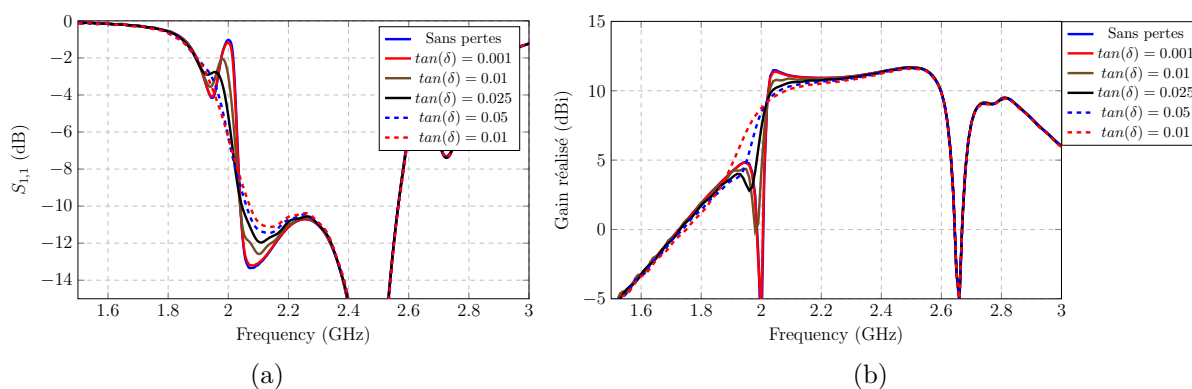 0
−2
−4
−6
−8
−10
−12
−14
1.6
1.8
2
2.2
2.4
2.6
2.8
3
Frequency (GHz)
S1,1 (dB)
Sans pertes
tan(δ) = 0.001
tan(δ) = 0.01
tan(δ) = 0.025
tan(δ) = 0.05
tan(δ) = 0.01
(a)
15
10
5
0
−5
1.6
1.8
2
2.2
2.4
2.6
2.8
3
Frequency (GHz)
Gain réalisé (dBi)
Sans pertes
tan(δ) = 0.001
tan(δ) = 0.01
tan(δ) = 0.025
tan(δ) = 0.05
tan(δ) = 0.01
(b)